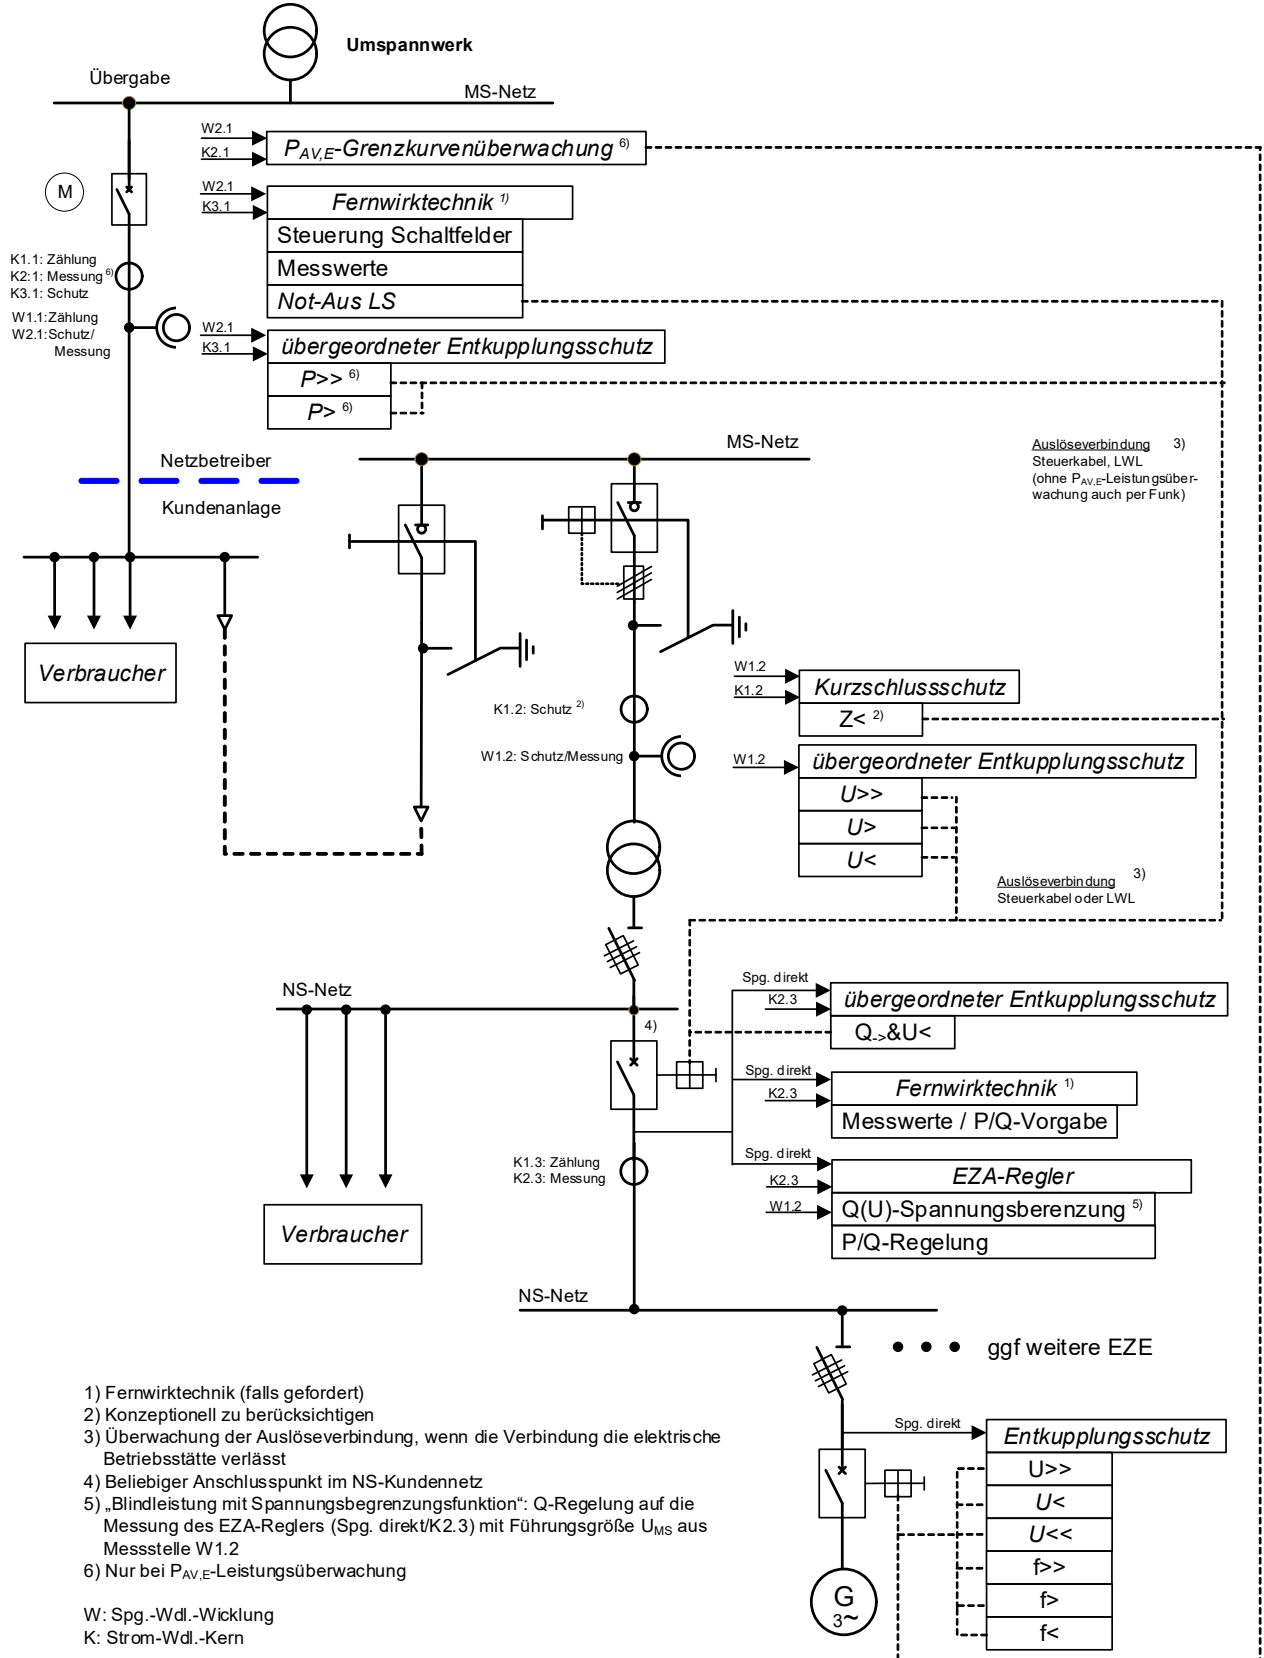 Umspannwerk
Übergabe
MS-Netz
W2.1
K2.1
P_AV,E-Grenzkurvenüberwachung 6)
M
W2.1
K3.1
Fernwirktechnik 1)
Steuerung Schaltfelder
Messwerte
Not-Aus LS
K1.1: Zählung
K2:1: Messung 6)
K3.1: Schutz
W1.1:Zählung
W2.1:Schutz/
Messung
W2.1
K3.1
übergeordneter Entkupplungsschutz
P>> 6)
P> 6)
Netzbetreiber
Kundenanlage
MS-Netz
Auslöseverbindung 3)
Steuerkabel, LWL
(ohne P_AV,E-Leistungsüber-
wachung auch per Funk)
Verbraucher
K1.2: Schutz 2)
W1.2: Schutz/Messung
W1.2
K1.2
Kurzschlussschutz
Z< 2)
W1.2
übergeordneter Entkupplungsschutz
U>>
U>
U<
Auslöseverbindung 3)
Steuerkabel oder LWL
NS-Netz
4)
Spg. direkt
K2.3
übergeordneter Entkupplungsschutz
Q->&U<
Spg. direkt
K2.3
Fernwirktechnik 1)
Messwerte / P/Q-Vorgabe
K1.3: Zählung
K2.3: Messung
Spg. direkt
K2.3
W1.2
EZA-Regler
Q(U)-Spannungsberenzung 5)
P/Q-Regelung
Verbraucher
NS-Netz
ggf weitere EZE
Spg. direkt
Entkupplungsschutz
U>>
U<
U<<
f>>
f>
f<
G
3~
1) Fernwirktechnik (falls gefordert)
2) Konzeptionell zu berücksichtigen
3) Überwachung der Auslöseverbindung, wenn die Verbindung die elektrische
Betriebsstätte verlässt
4) Beliebiger Anschlusspunkt im NS-Kundennetz
5) „Blindleistung mit Spannungsbegrenzungsfunktion“: Q-Regelung auf die
Messung des EZA-Reglers (Spg. direkt/K2.3) mit Führungsgröße U_MS aus
Messstelle W1.2
6) Nur bei P_AV,E-Leistungsüberwachung
W: Spg.-Wdl.-Wicklung
K: Strom-Wdl.-Kern